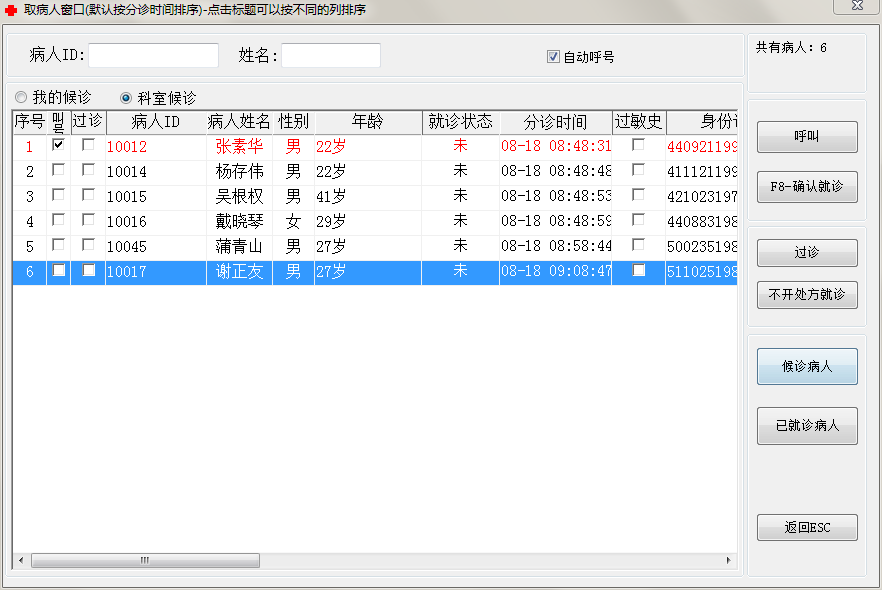 取病人窗口(默认按分诊时间排序)-点击标题可以按不同的列排序
病人ID: 姓名: 自动呼号
共有病人: 6
我的候诊 科室候诊
序号 过诊 病人ID 病人姓名 性别 年龄 就诊状态 分诊时间 过敏史 身份
1 10012 张素华 男 22岁 未 08-18 08:48:31 440921199
2 10014 杨存伟 男 22岁 未 08-18 08:48:48 411121199
3 10015 吴根权 男 41岁 未 08-18 08:48:53 421023197
4 10016 戴晓琴 女 29岁 未 08-18 08:48:59 440883198
5 10045 蒲青山 男 27岁 未 08-18 08:58:44 500235198
6 10017 谢正友 男 27岁 未 08-18 09:08:47 511025198
呼叫
F8-确认就诊
过诊
不开处方就诊
候诊病人
已就诊病人
返回ESC